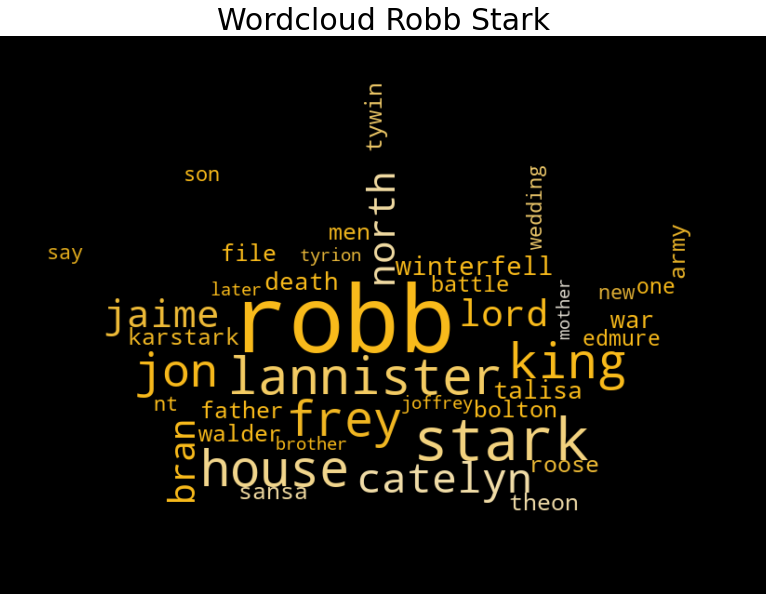 Wordcloud Robb Stark
tywin
son
north
wedding
men
army
say
file
tyrion
winterfell
later
death
battle
mother
new
one
robb
jaime
lord
war
karstark
edmure
jon
lannister
king
talisa
nt
father
frey
joffrey
bolton
walder
brother
stark
bran
house
catelyn
roose
sansa
theon